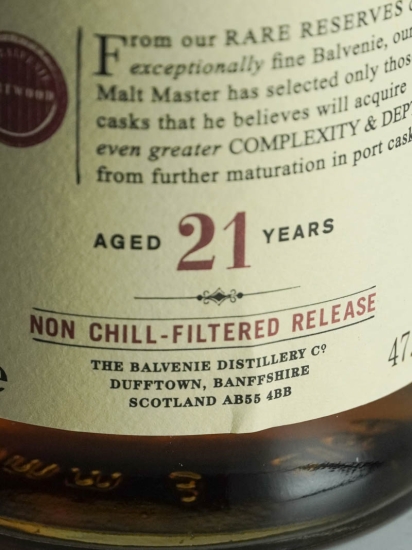 From our RARE RESERVES
exceptionally fine Balvenie, our
Malt Master has selected only those
casks that he believes will acquire
even greater COMPLEXITY & DEP
from further maturation in port cask
AGED 21 YEARS
NON CHILL-FILTERED RELEASE
THE BALVENIE DISTILLERY Cº
DUFFTOWN, BANFFSHIRE
SCOTLAND AB55 4BB
47.